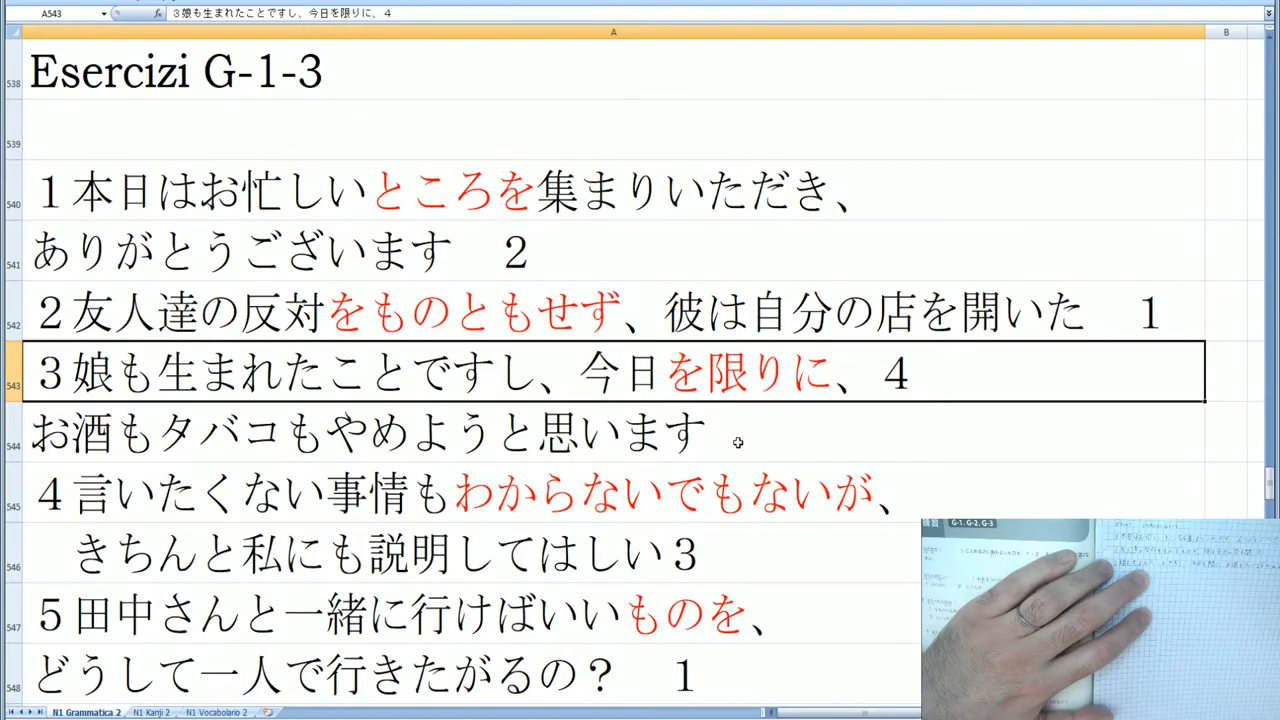 A543
fx ３娘も生まれたことですし、今日を限りに、４
A B
538 Esercizi G-1-3
539
540 １本日はお忙しいところを集まりいただき、
541 ありがとうございます　２
542 ２友人達の反対をものともせず、彼は自分の店を開いた　１
543 ３娘も生まれたことですし、今日を限りに、４
544 お酒もタバコもやめようと思います
545 ４言いたくない事情もわからないでもないが、
546 きちんと私にも説明してほしい３
547 ５田中さんと一緒に行けばいいものを、
548 どうして一人で行きたがるの？　１
練習 G-1, G-2, G-3
N1 Grammatica 2 N1 Kanji 2 N1 Vocabolario 2